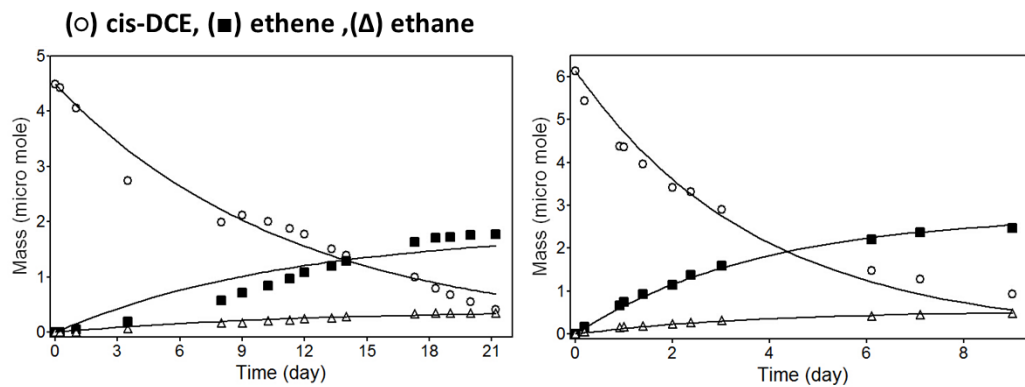 (○) cis-DCE, (■) ethene ,(Δ) ethane
5
4
3
2
1
0
Mass (micro mole)
0 3 6 9 12 15 18 21
Time (day)
6
5
4
3
2
1
0
Mass (micro mole)
0 2 4 6 8
Time (day)